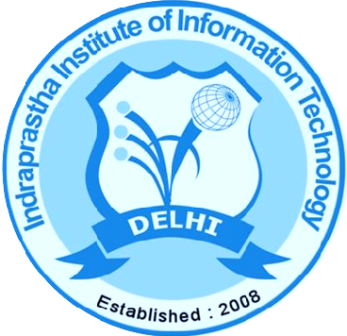 Indraprastha Institute of Information Technology
DELHI
Established : 2008